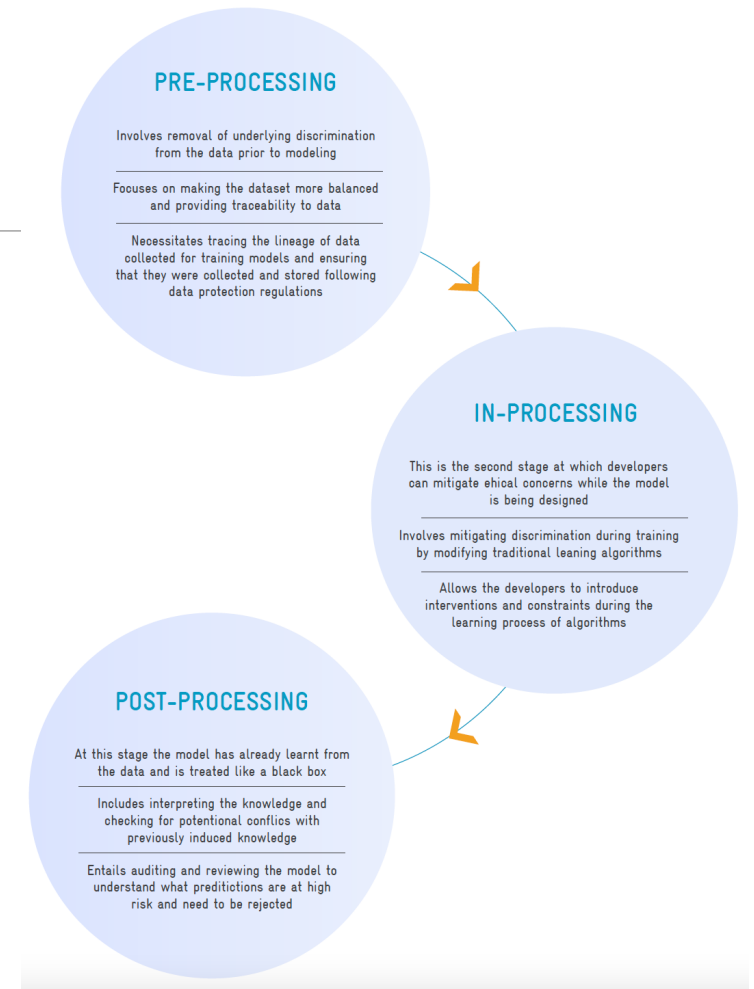 PRE-PROCESSING
Involves removal of underlying discrimination
from the data prior to modeling
Focuses on making the dataset more balanced
and providing traceability to data
Necessitates tracing the lineage of data
collected for training models and ensuring
that they were collected and stored following
data protection regulations
IN-PROCESSING
This is the second stage at which developers
can mitigate ehical concerns while the model
is being designed
Involves mitigating discrimination during training
by modifying traditional leaning algorithms
Allows the developers to introduce
interventions and constraints during the
learning process of algorithms
POST-PROCESSING
At this stage the model has already learnt from
the data and is treated like a black box
Includes interpreting the knowledge and
checking for potentional conflics with
previously induced knowledge
Entails auditing and reviewing the model to
understand what preditictions are at high
risk and need to be rejected